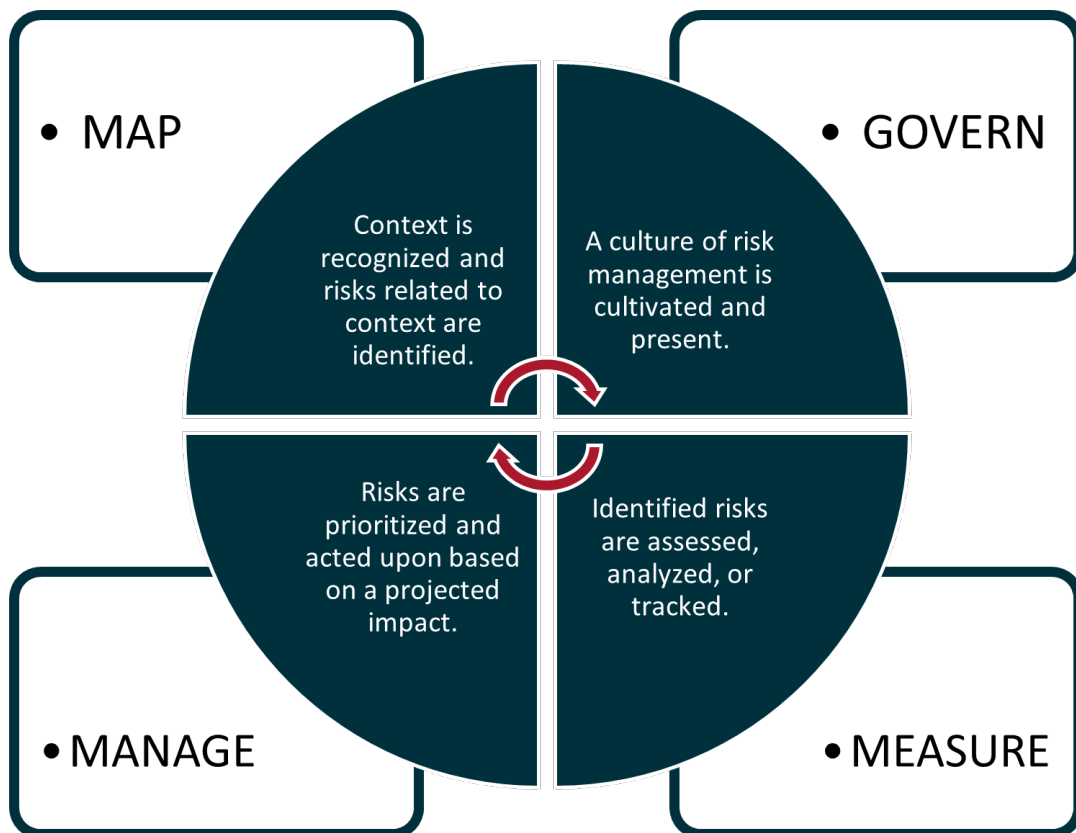 • MAP
• GOVERN
Context is
recognized and
risks related to
context are
identified.
A culture of risk
management is
cultivated and
present.
Risks are
prioritized and
acted upon based
on a projected
impact.
Identified risks
are assessed,
analyzed, or
tracked.
• MANAGE
• MEASURE